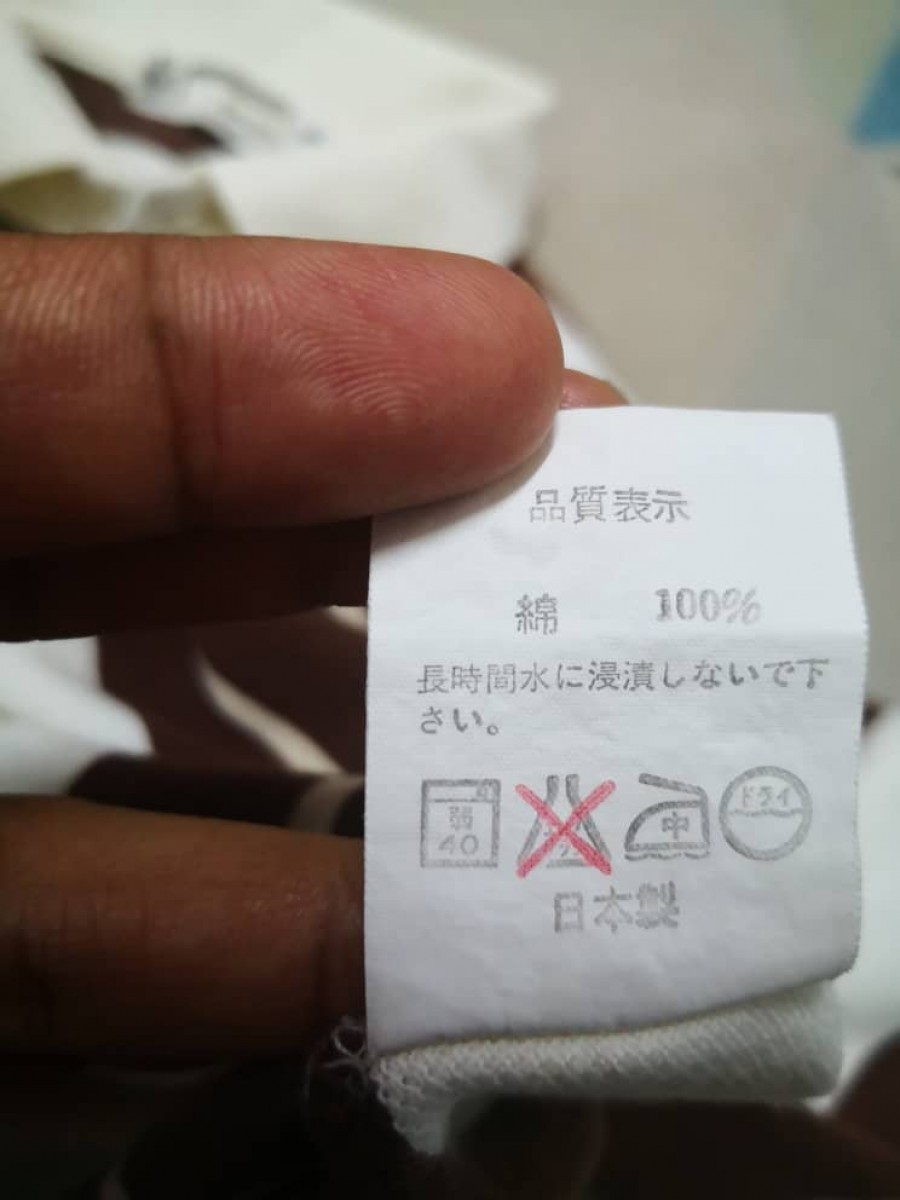 品質表示
綿 100%
長時間水に浸漬しないで下
さい。
弱 中 ドライ
40
日本製